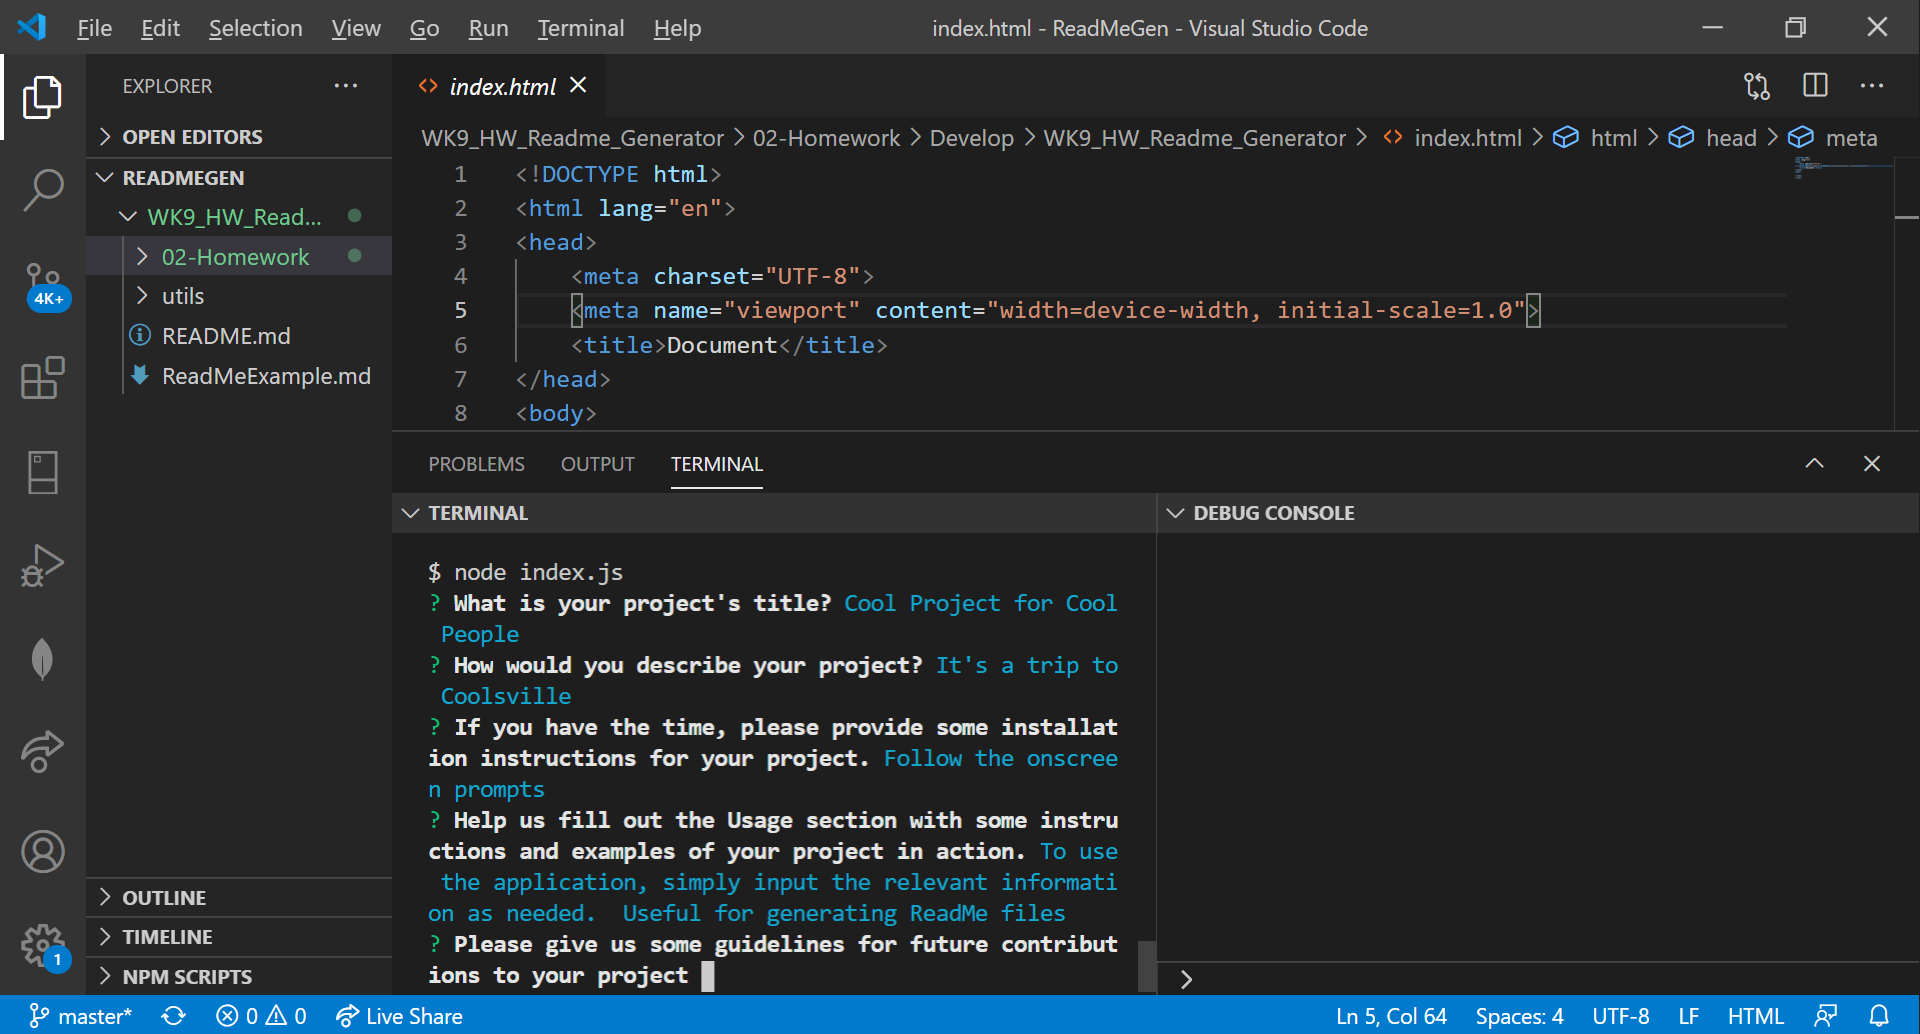 File Edit Selection View Go Run Terminal Help index.html - ReadMeGen - Visual Studio Code
EXPLORER
OPEN EDITORS
READMEGEN
WK9_HW_Read...
02-Homework
utils
README.md
ReadMeExample.md
OUTLINE
TIMELINE
NPM SCRIPTS
4K+
1
index.html
WK9_HW_Readme_Generator > 02-Homework > Develop > WK9_HW_Readme_Generator > index.html > html > head > meta
1 <!DOCTYPE html>
2 <html lang="en">
3 <head>
4 <meta charset="UTF-8">
5 <meta name="viewport" content="width=device-width, initial-scale=1.0">
6 <title>Document</title>
7 </head>
8 <body>
PROBLEMS OUTPUT TERMINAL
TERMINAL
$ node index.js
? What is your project's title? Cool Project for Cool
People
? How would you describe your project? It's a trip to
Coolsville
? If you have the time, please provide some installat
ion instructions for your project. Follow the onscree
n prompts
? Help us fill out the Usage section with some instru
ctions and examples of your project in action. To use
the application, simply input the relevant informati
on as needed.  Useful for generating ReadMe files
? Please give us some guidelines for future contribut
ions to your project
DEBUG CONSOLE
>
master* 0 0 Live Share Ln 5, Col 64 Spaces: 4 UTF-8 LF HTML